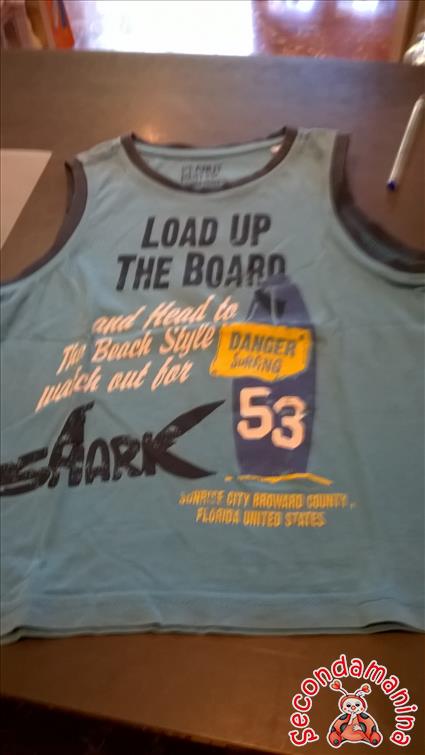 LOAD UP
THE BOARD
and Head to
The Beach Style
watch out for
SHARK
DANGER
SURFING
53
SUNRISE CITY BROWARD COUNTY,
FLORIDA UNITED STATES
secondamanina